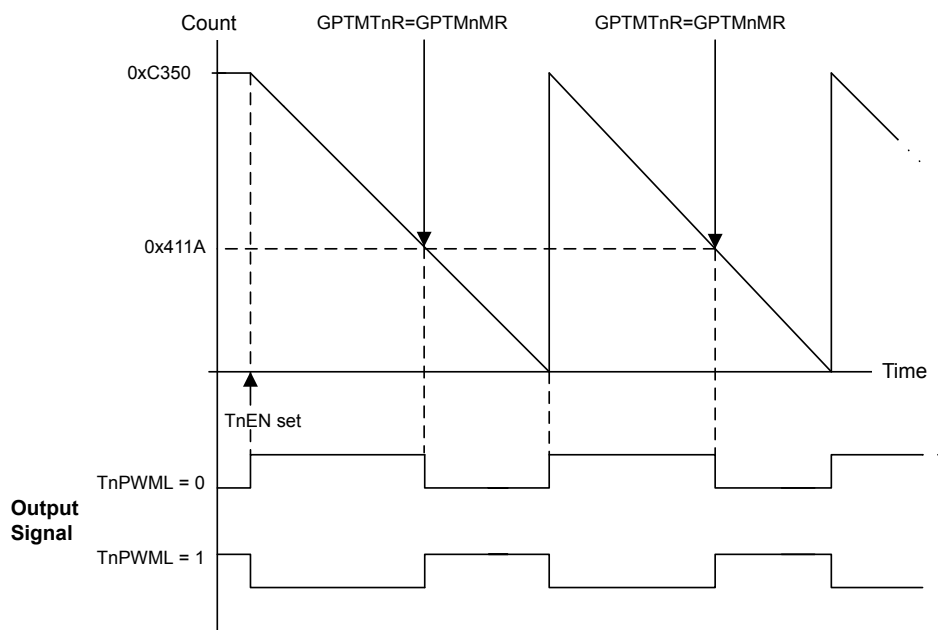 Count
GPTMTnR=GPTMnMR
GPTMTnR=GPTMnMR
0xC350
0x411A
Time
TnEN set
TnPWML = 0
Output
Signal
TnPWML = 1